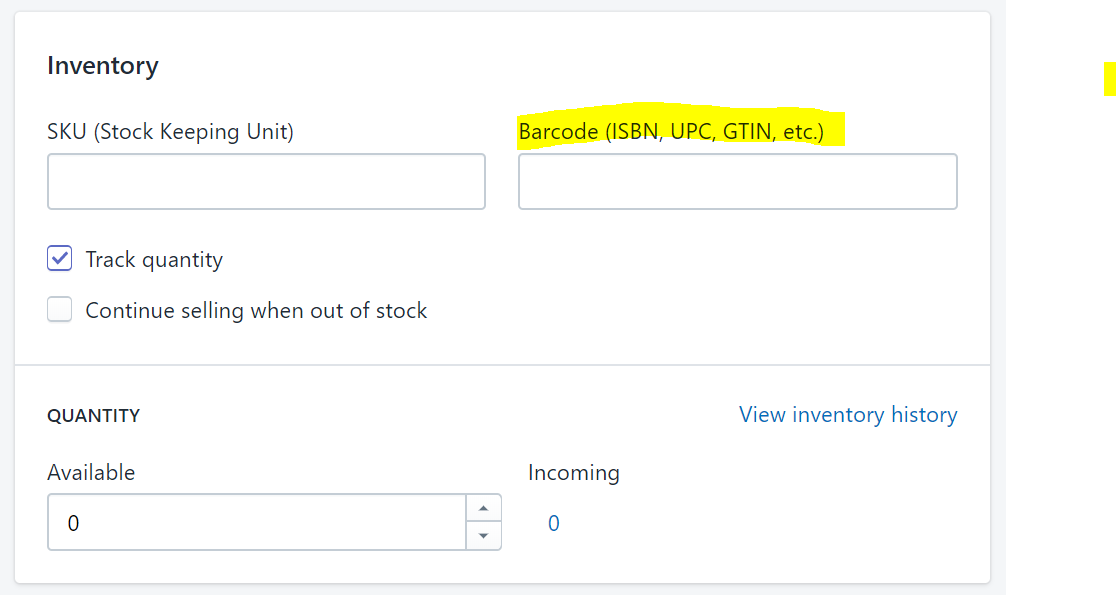 Inventory
SKU (Stock Keeping Unit)
Barcode (ISBN, UPC, GTIN, etc.)
Track quantity
Continue selling when out of stock
QUANTITY
View inventory history
Available
Incoming
0
0